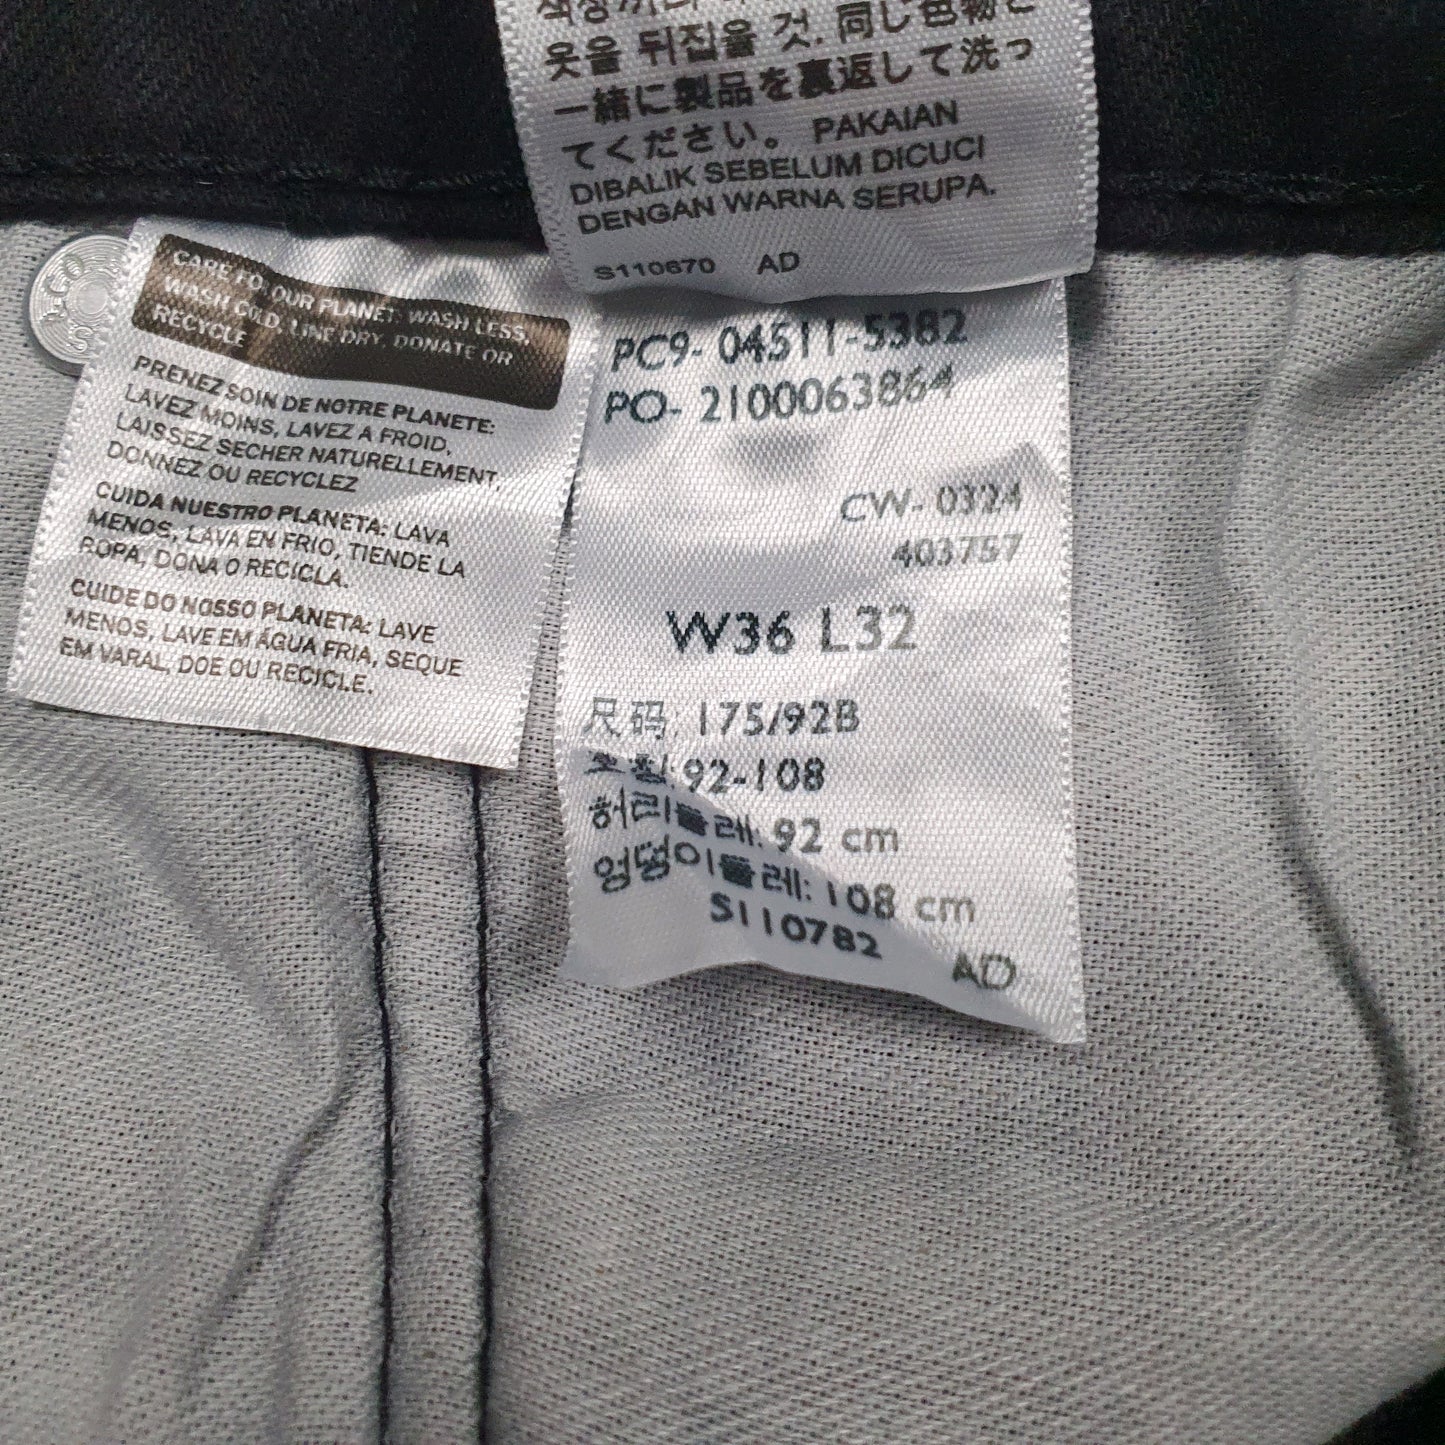 옷을 뒤집을 것. 同じ色物と
一緒に製品を裏返して洗っ
てください。 PAKAIAN
DIBALIK SEBELUM DICUCI
DENGAN WARNA SERUPA.
S110670 AD
CARE FOR OUR PLANET: WASH LESS,
WASH COLD, LINE DRY, DONATE OR
RECYCLE
PRENEZ SOIN DE NOTRE PLANETE:
LAVEZ MOINS, LAVEZ A FROID,
LAISSEZ SECHER NATURELLEMENT,
DONNEZ OU RECYCLEZ
CUIDA NUESTRO PLANETA: LAVA
MENOS, LAVA EN FRIO, TIENDE LA
ROPA, DONA O RECICLA.
CUIDE DO NOSSO PLANETA: LAVE
MENOS, LAVE EM ÁGUA FRIA, SEQUE
EM VARAL, DOE OU RECICLE.
PC9- 04511-5382
PO- 2100063864
CW- 0324
403757
W36 L32
尺码: 175/92B
호칭: 92-108
허리둘레: 92 cm
엉덩이둘레: 108 cm
S110782
AD